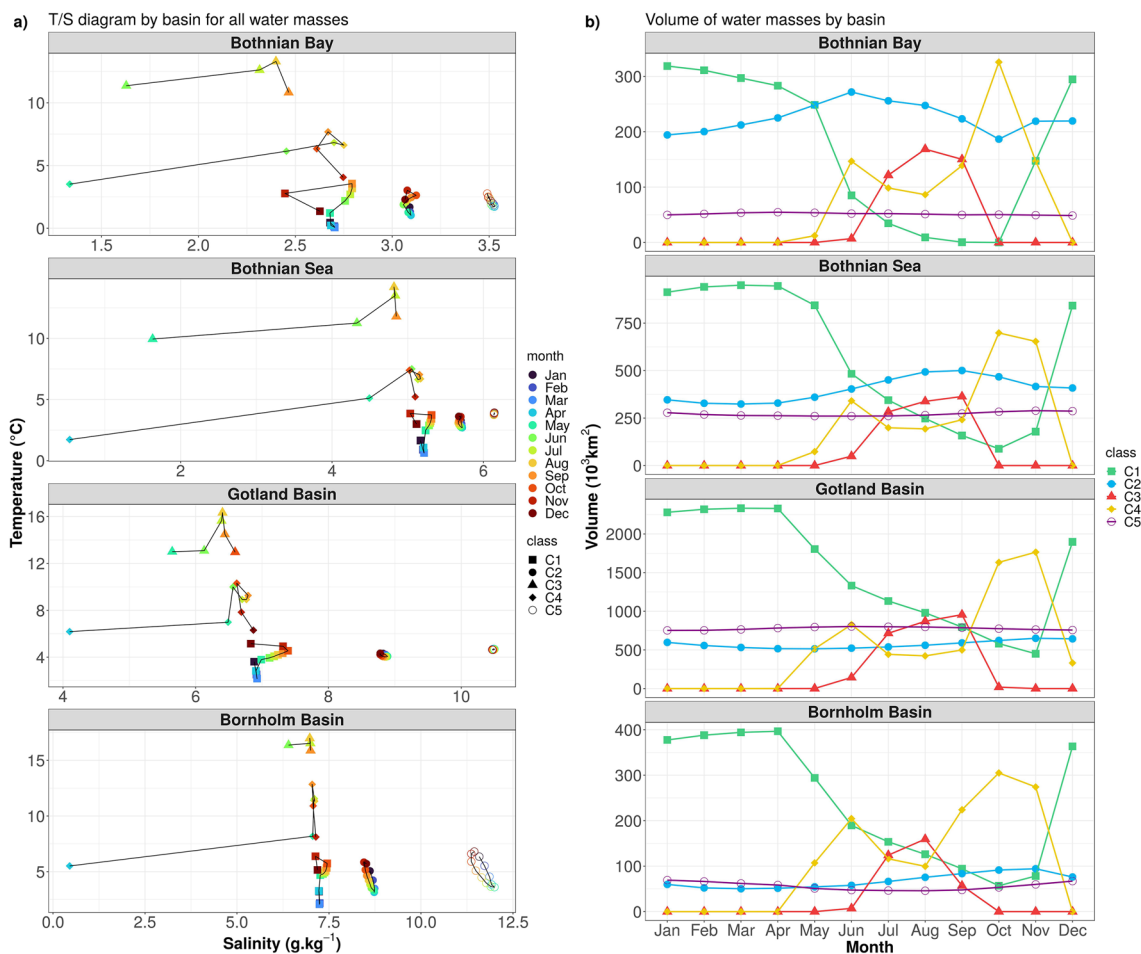 a)
T/S diagram by basin for all water masses
Bothnian Bay
10
5
0
1.5
2.0
2.5
3.0
3.5
Bothnian Sea
10
5
0
2
4
6
Gotland Basin
16
12
8
4
4
6
8
10
Bornholm Basin
15
10
5
0.0
2.5
5.0
7.5
10.0
12.5
Temperature (°C)
Salinity (g.kg⁻¹)
month
Jan
Feb
Mar
Apr
May
Jun
Jul
Aug
Sep
Oct
Nov
Dec
class
C1
C2
C3
C4
C5
b)
Volume of water masses by basin
Bothnian Bay
300
200
100
0
Bothnian Sea
750
500
250
0
Gotland Basin
2000
1500
1000
500
0
Bornholm Basin
400
300
200
100
0
Jan Feb Mar Apr May Jun Jul Aug Sep Oct Nov Dec
Month
Volume (10³km²)
class
C1
C2
C3
C4
C5